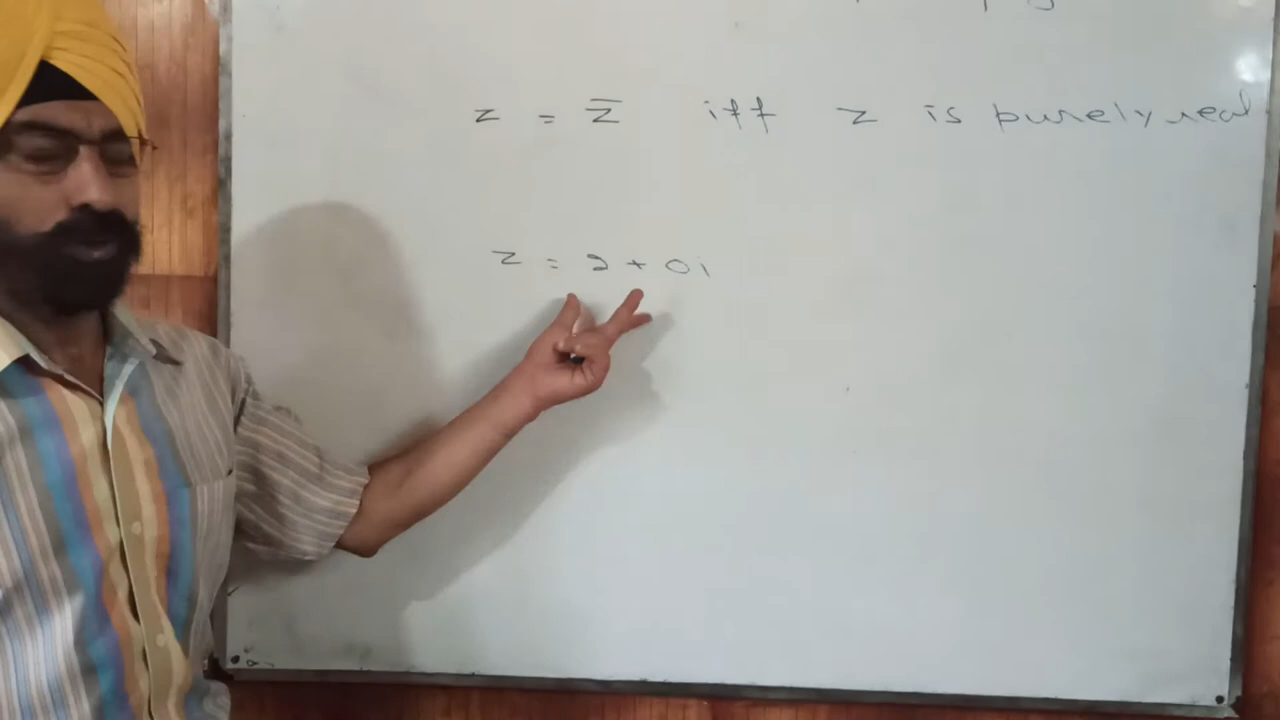 z = z̅ iff z is purely real
z = 2 + 0i